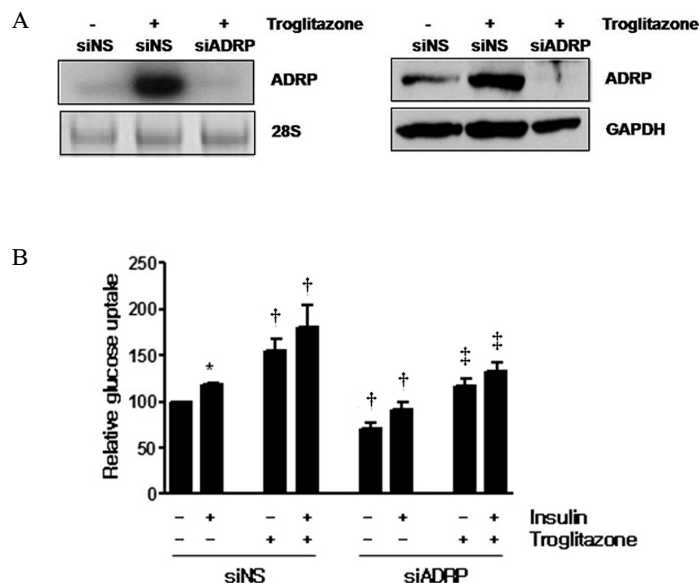 A
- + + Troglitazone
siNS siNS siADRP
ADRP
28S
- + + Troglitazone
siNS siNS siADRP
ADRP
GAPDH
B
Relative glucose uptake
250
200
150
100
50
0
* † † † † ‡ ‡
− + − + − + − + Insulin
− − + + − − + + Troglitazone
siNS siADRP